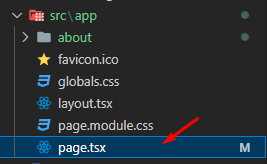 src\app
about
favicon.ico
globals.css
layout.tsx
page.module.css
page.tsx M